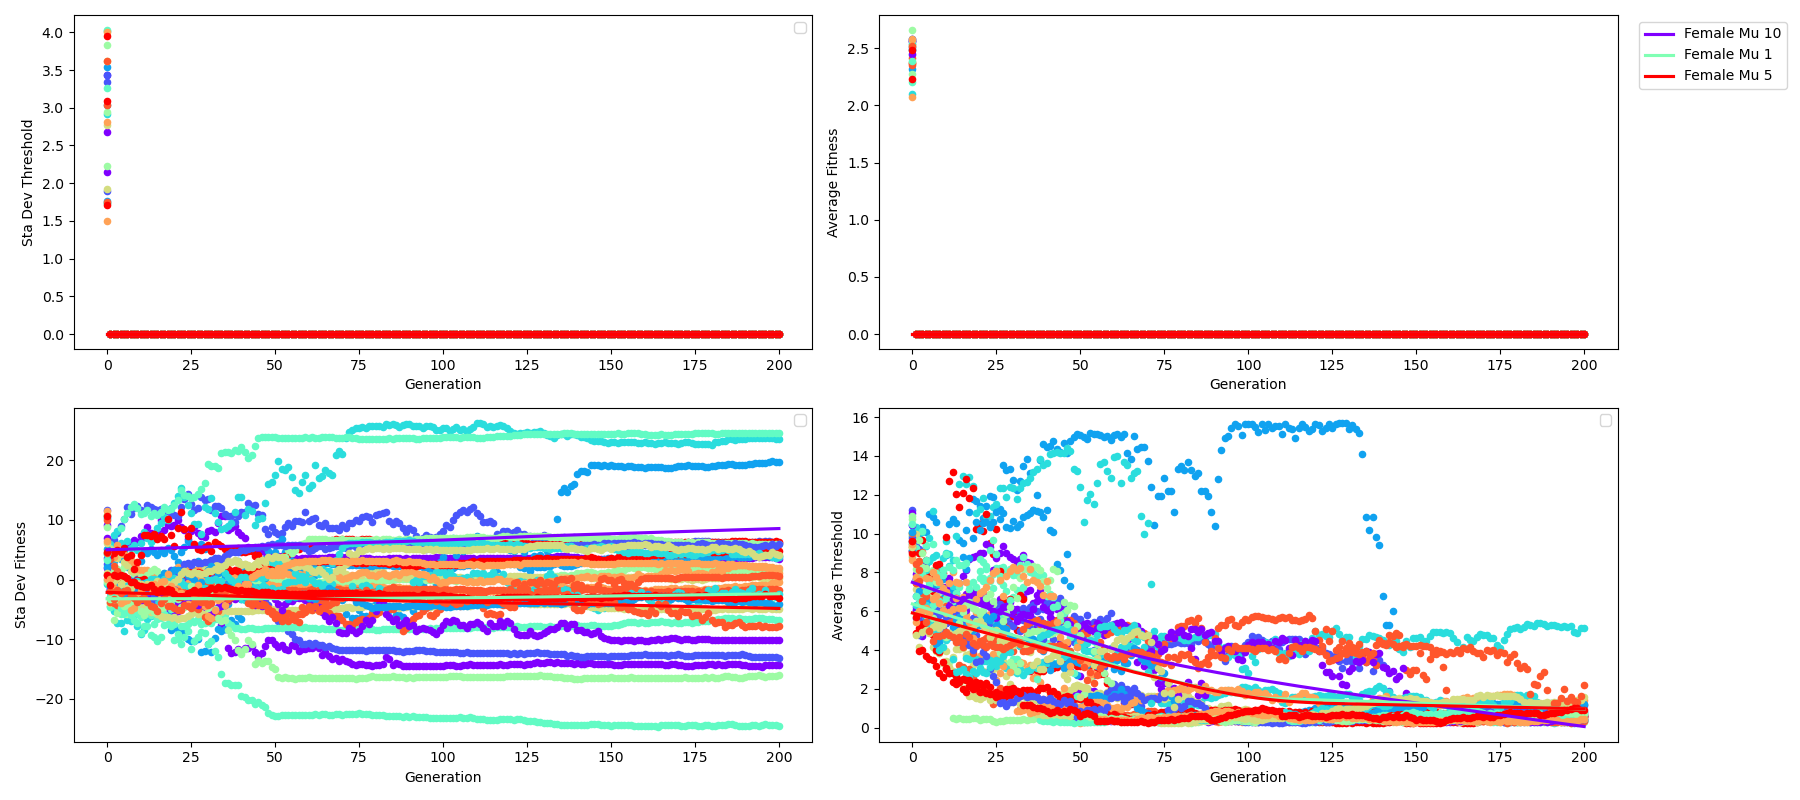 Sta Dev Threshold
4.0
3.5
3.0
2.5
2.0
1.5
1.0
0.5
0.0
0 25 50 75 100 125 150 175 200
Generation
Average Fitness
2.5
2.0
1.5
1.0
0.5
0.0
0 25 50 75 100 125 150 175 200
Generation
Female Mu 10
Female Mu 1
Female Mu 5
Sta Dev Fitness
20
10
0
−10
−20
0 25 50 75 100 125 150 175 200
Generation
Average Threshold
16
14
12
10
8
6
4
2
0
0 25 50 75 100 125 150 175 200
Generation